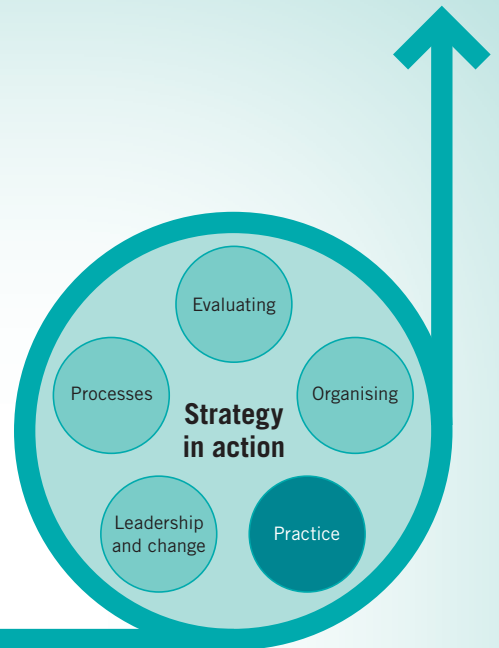 Evaluating
Processes
Organising
Strategy
in action
Leadership
and change
Practice